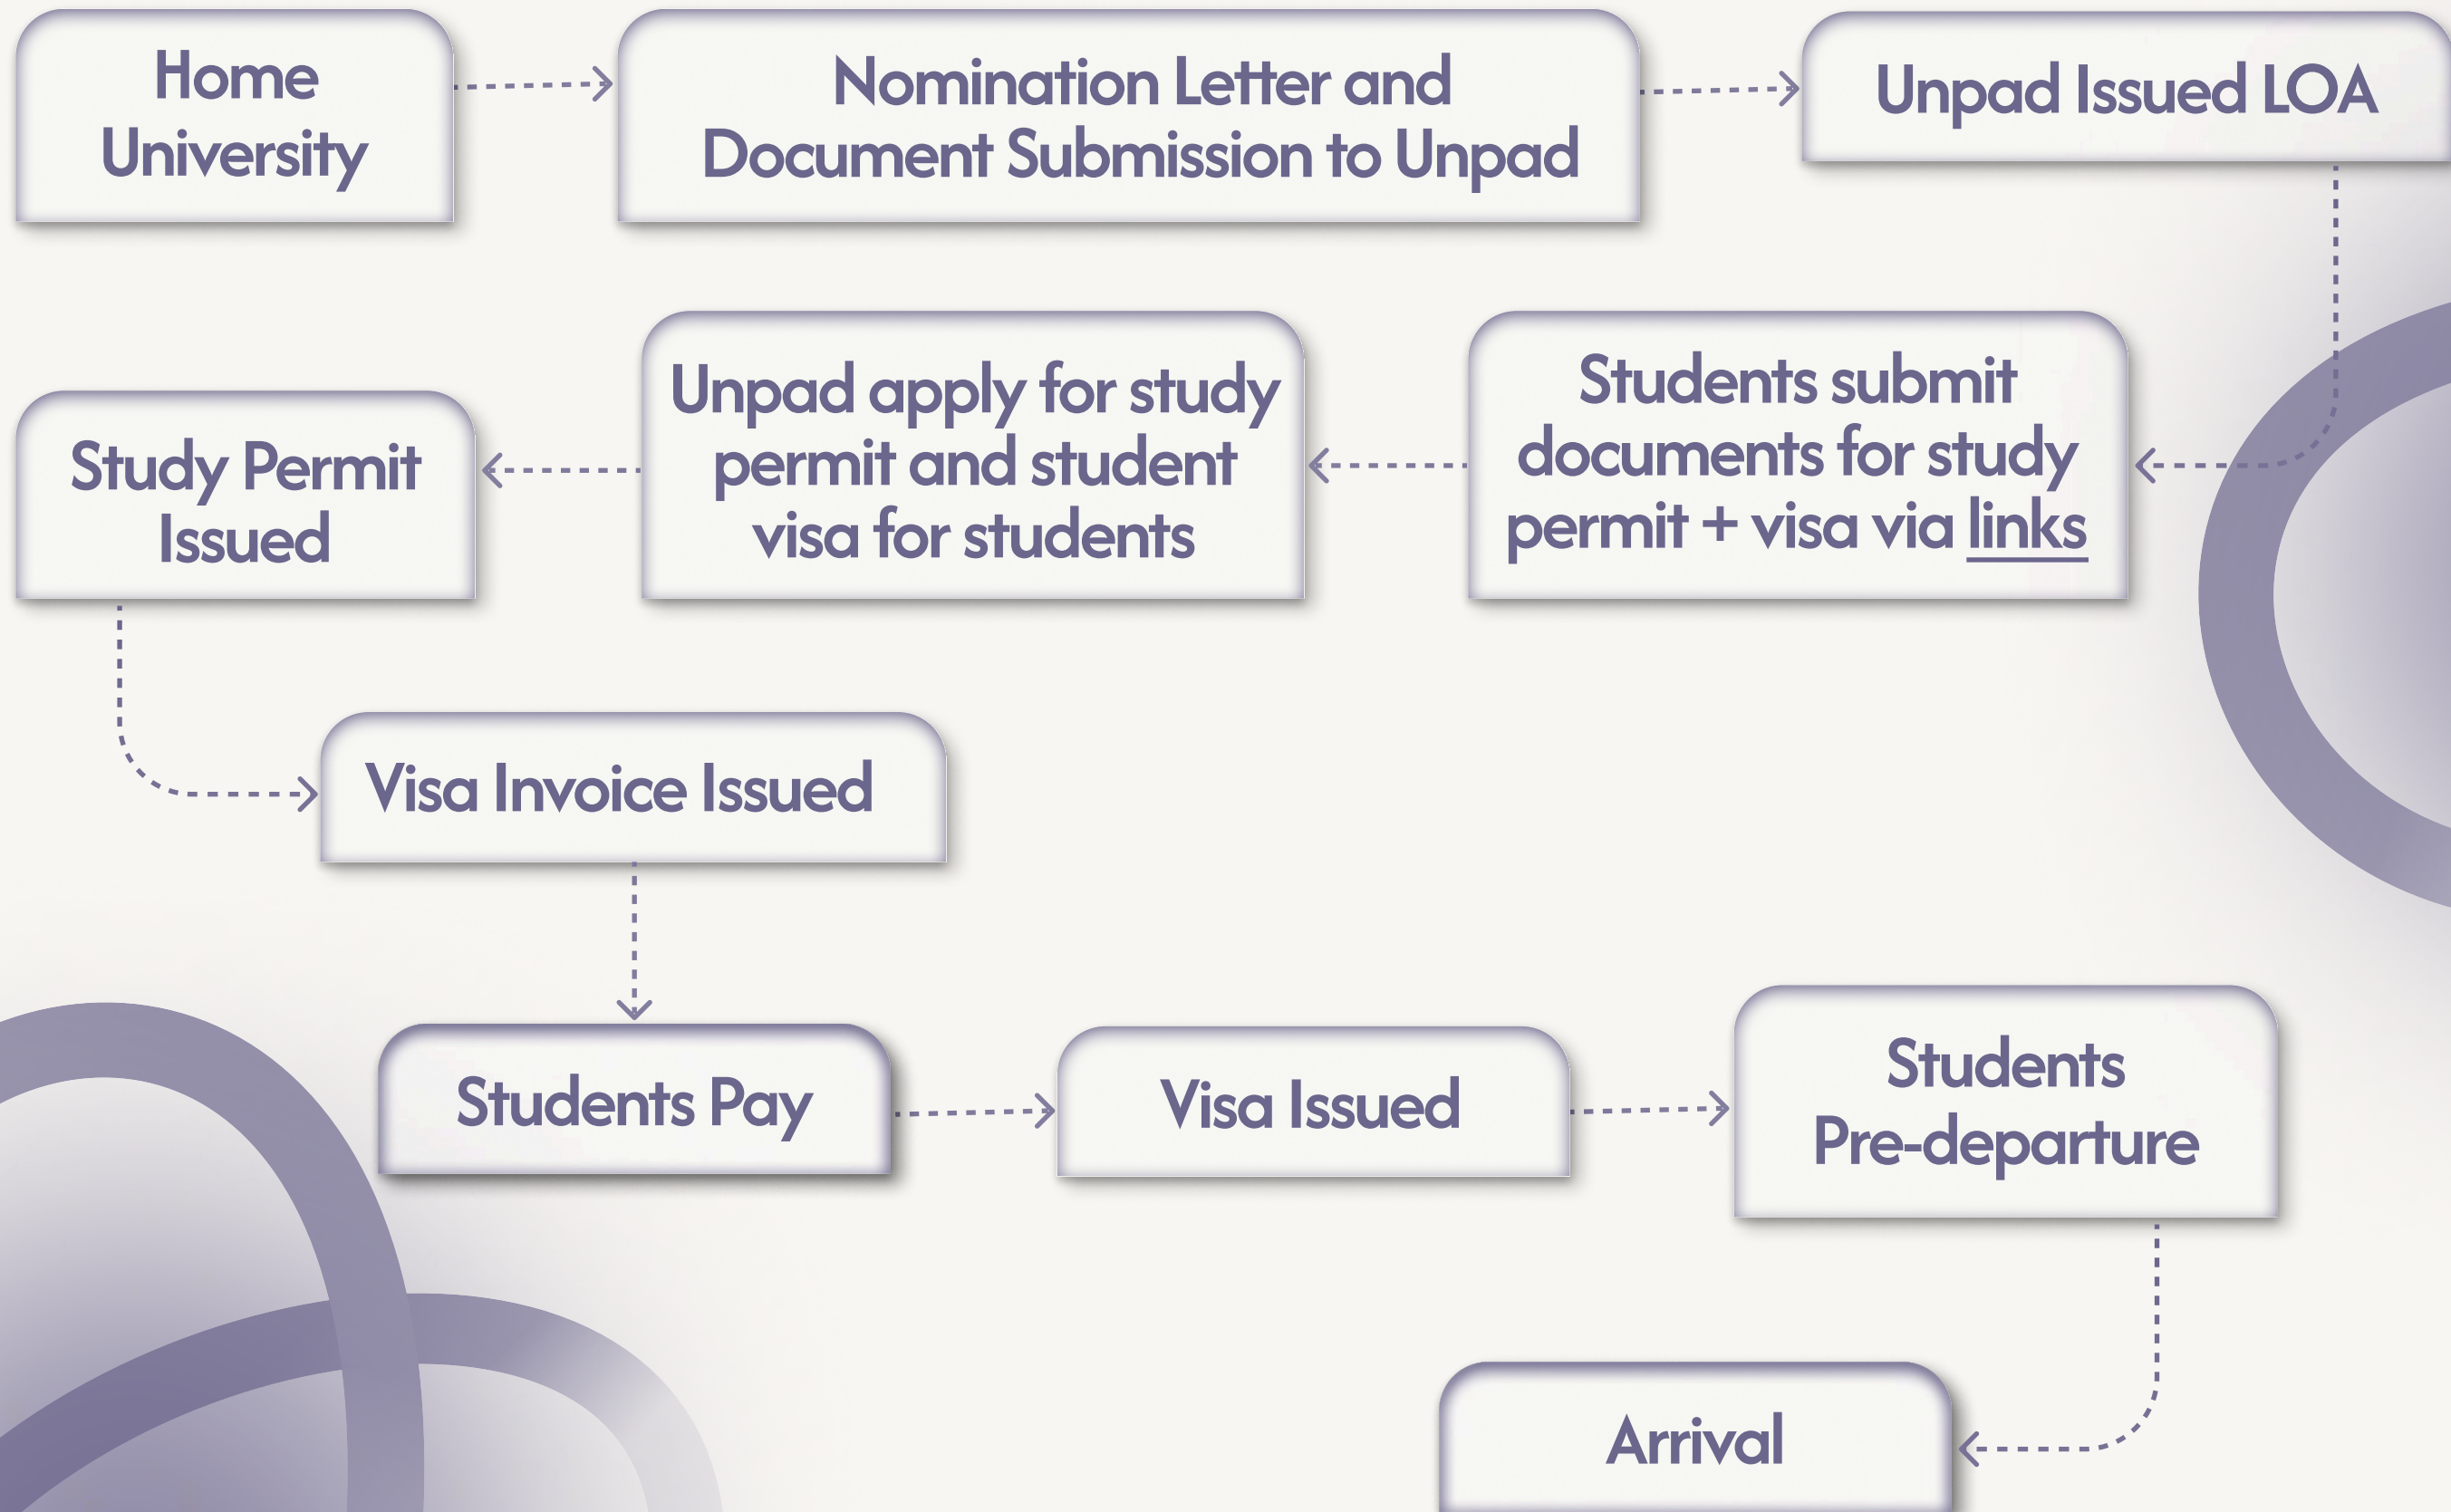 Home
University
Nomination Letter and
Document Submission to Unpad
Unpad Issued LOA
Students submit
documents for study
permit + visa via links
Unpad apply for study
permit and student
visa for students
Study Permit
Issued
Visa Invoice Issued
Students Pay
Visa Issued
Students
Pre-departure
Arrival